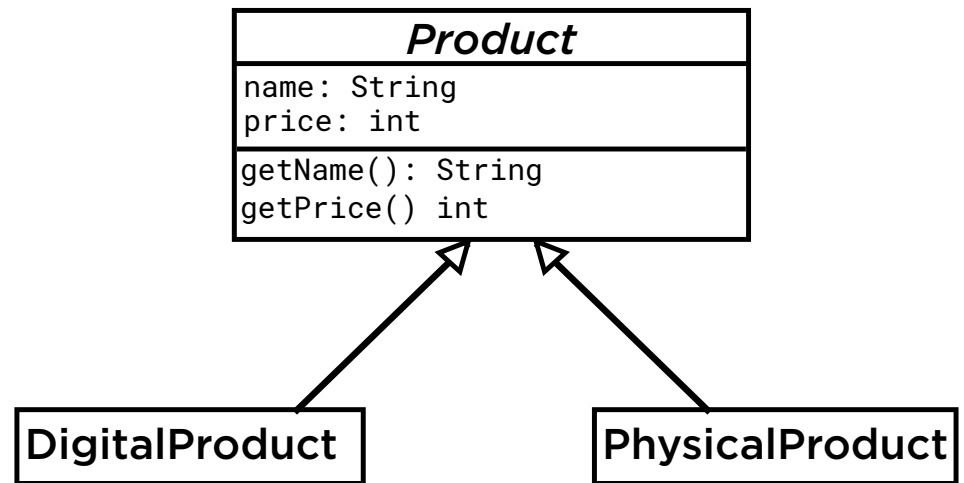 Product
name: String
price: int
getName(): String
getPrice() int
DigitalProduct
PhysicalProduct